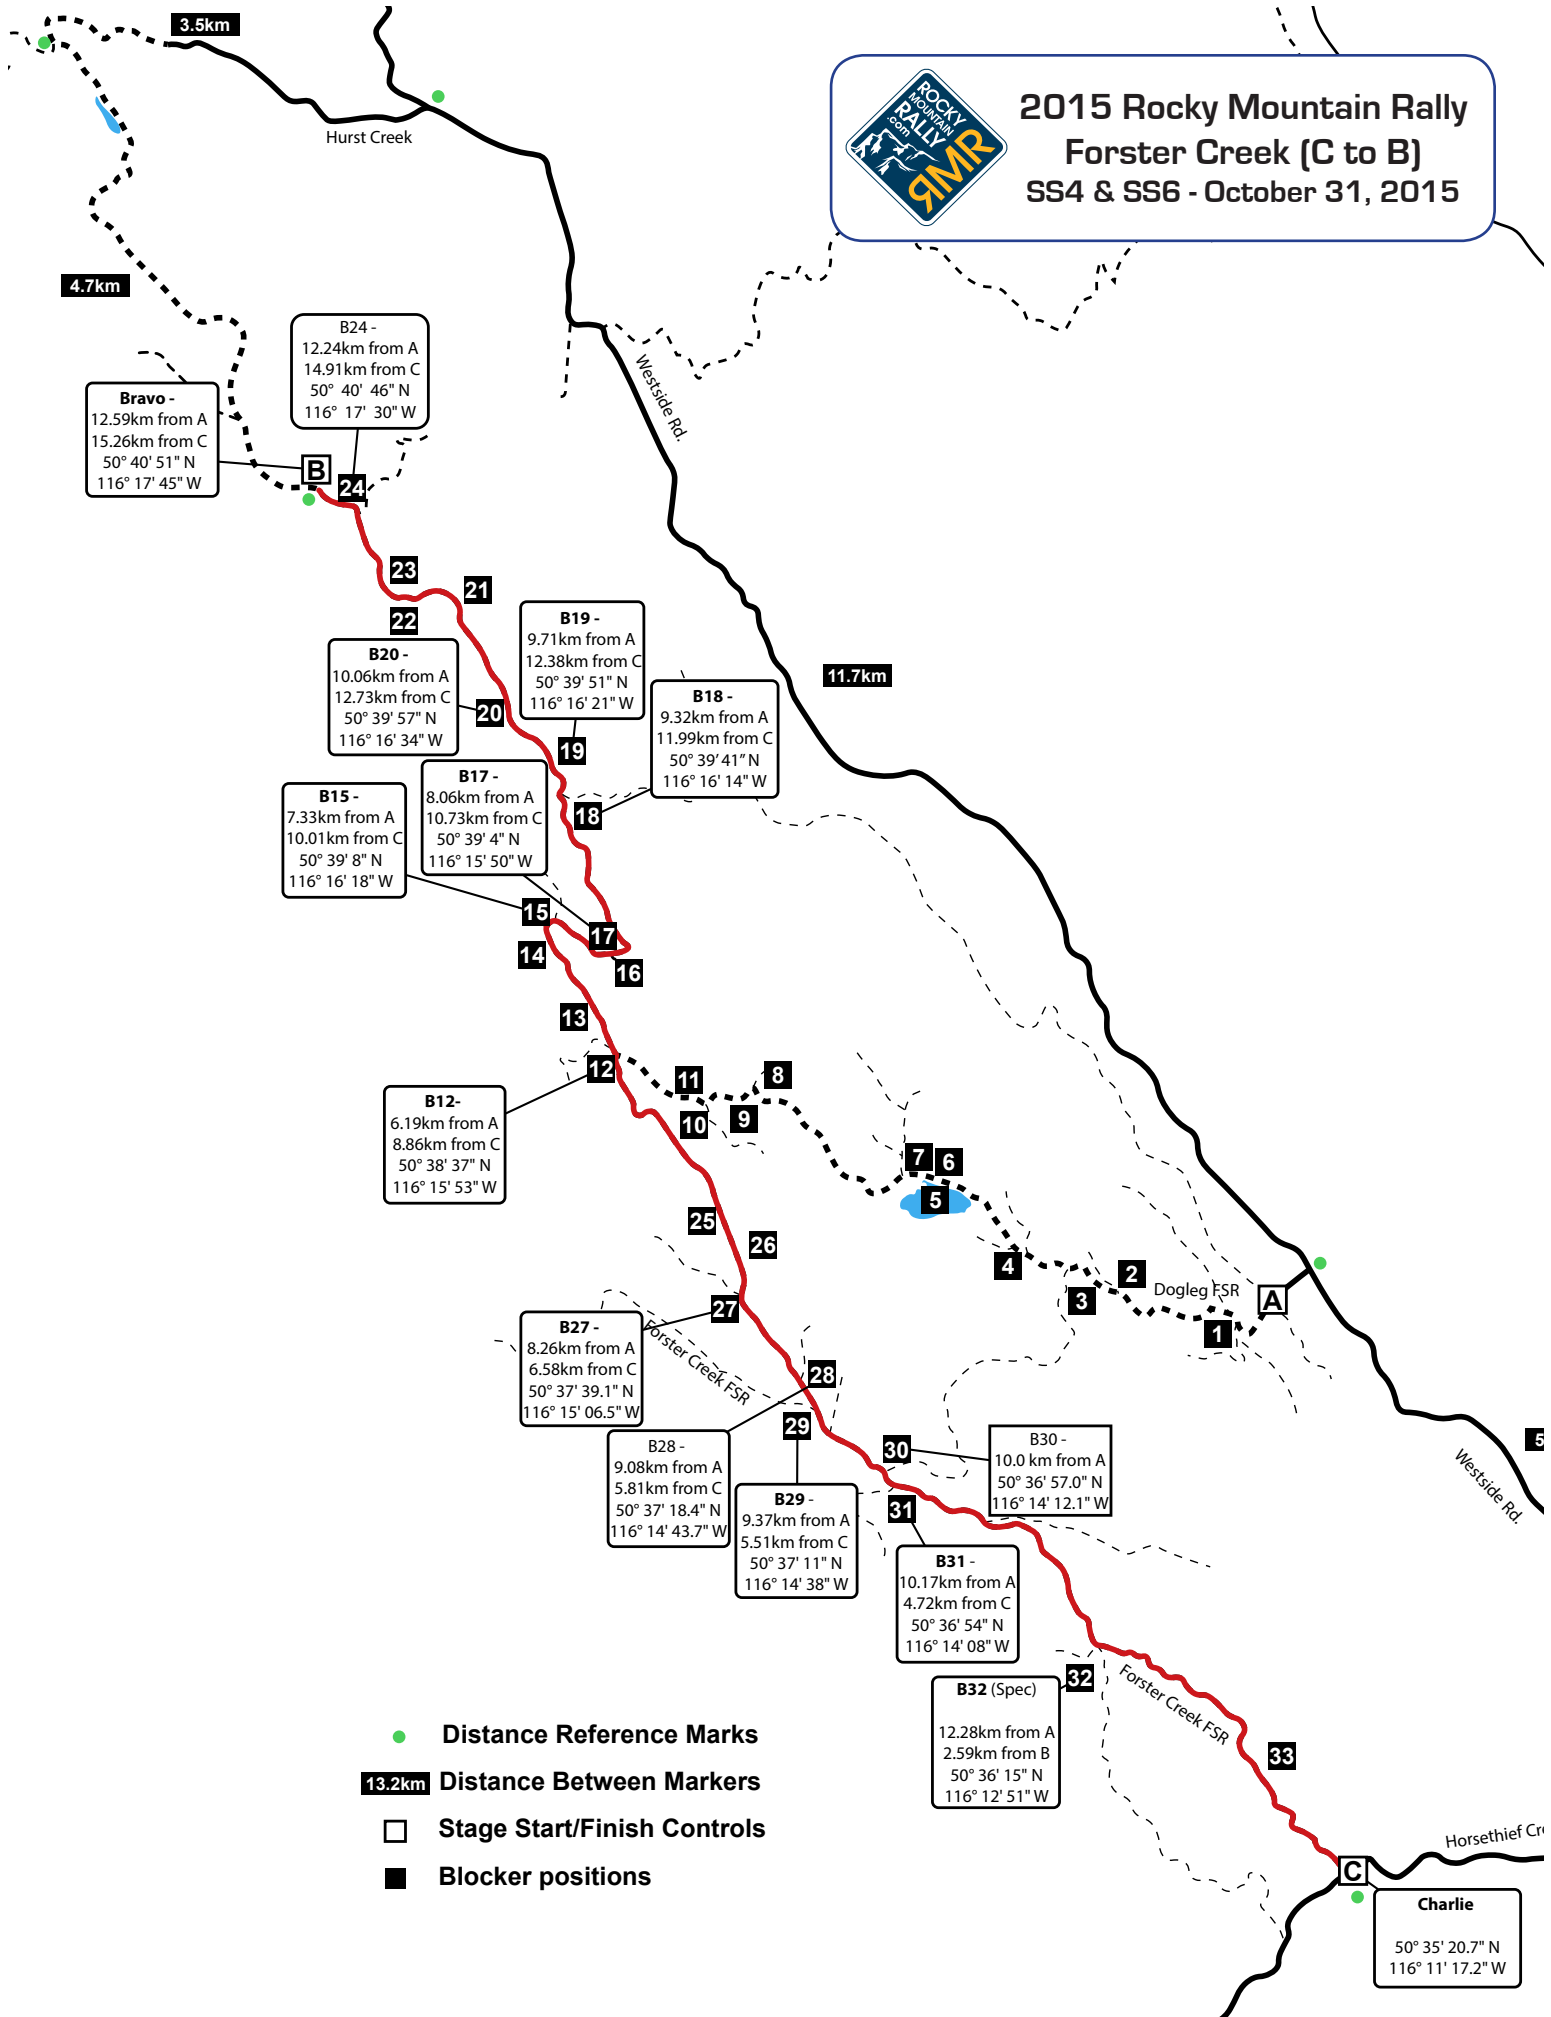 3.5km
Hurst Creek
ROCKY
MOUNTAIN
RALLY
.com
RMR
2015 Rocky Mountain Rally
Forster Creek (C to B)
SS4 & SS6 - October 31, 2015
4.7km
Westside Rd.
B24 -
12.24km from A
14.91km from C
50° 40' 46" N
116° 17' 30" W
Bravo -
12.59km from A
15.26km from C
50° 40' 51" N
116° 17' 45" W
B
24
23
21
22
B19 -
9.71km from A
12.38km from C
50° 39' 51" N
116° 16' 21" W
B20 -
10.06km from A
12.73km from C
50° 39' 57" N
116° 16' 34" W
20
19
11.7km
B18 -
9.32km from A
11.99km from C
50° 39' 41" N
116° 16' 14" W
18
B17 -
8.06km from A
10.73km from C
50° 39' 4" N
116° 15' 50" W
B15 -
7.33km from A
10.01km from C
50° 39' 8" N
116° 16' 18" W
15
17
14
16
13
12
11
8
10
9
B12-
6.19km from A
8.86km from C
50° 38' 37" N
116° 15' 53" W
7
6
5
25
26
4
2
3
Dogleg FSR
A
1
27
B27 -
8.26km from A
6.58km from C
50° 37' 39.1" N
116° 15' 06.5" W
Forster Creek FSR
28
29
B28 -
9.08km from A
5.81km from C
50° 37' 18.4" N
116° 14' 43.7" W
30
B30 -
10.0 km from A
50° 36' 57.0" N
116° 14' 12.1" W
5
Westside Rd.
B29 -
9.37km from A
5.51km from C
50° 37' 11" N
116° 14' 38" W
31
B31 -
10.17km from A
4.72km from C
50° 36' 54" N
116° 14' 08" W
32
B32 (Spec)
12.28km from A
2.59km from B
50° 36' 15" N
116° 12' 51" W
Forster Creek FSR
33
Distance Reference Marks
13.2km Distance Between Markers
Stage Start/Finish Controls
Blocker positions
Horsethief Cre
C
Charlie
50° 35' 20.7" N
116° 11' 17.2" W